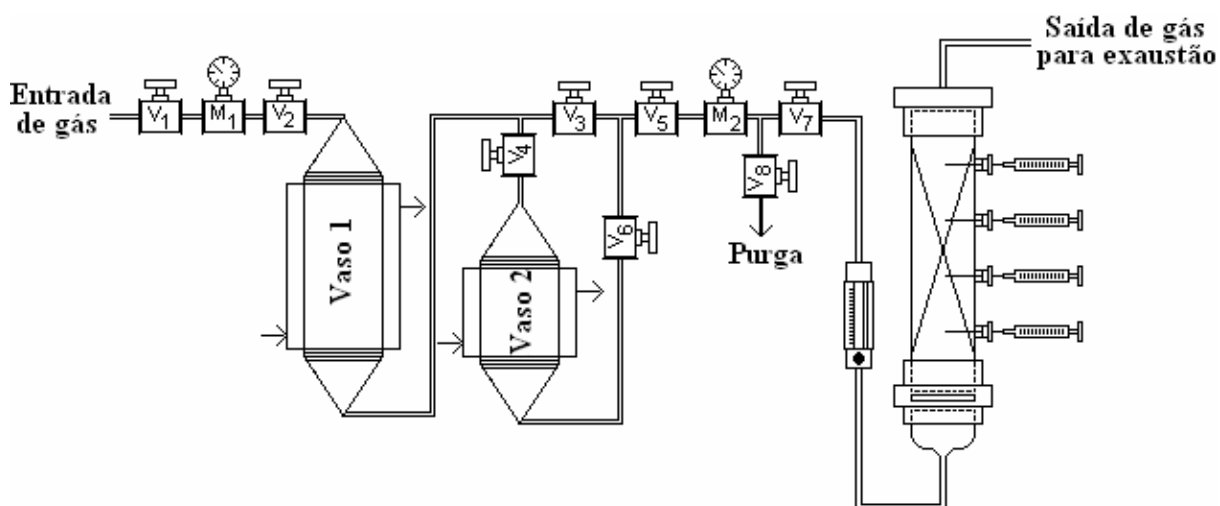 Saída de gás
para exaustão
Entrada
de gás
V1
M1
V2
V3
V5
M2
V7
V4
V8
V6
Purga
Vaso 1
Vaso 2